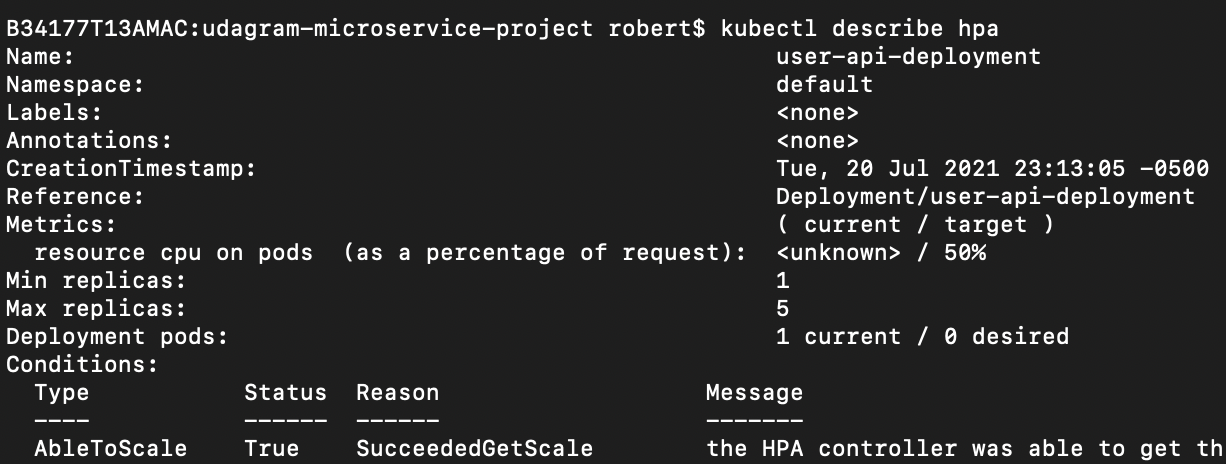 B34177T13AMAC:udagram-microservice-project robert$ kubectl describe hpa
Name: user-api-deployment
Namespace: default
Labels: <none>
Annotations: <none>
CreationTimestamp: Tue, 20 Jul 2021 23:13:05 -0500
Reference: Deployment/user-api-deployment
Metrics: ( current / target )
resource cpu on pods (as a percentage of request): <unknown> / 50%
Min replicas: 1
Max replicas: 5
Deployment pods: 1 current / 0 desired
Conditions:
Type Status Reason Message
---- ------ ------ -------
AbleToScale True SucceededGetScale the HPA controller was able to get th